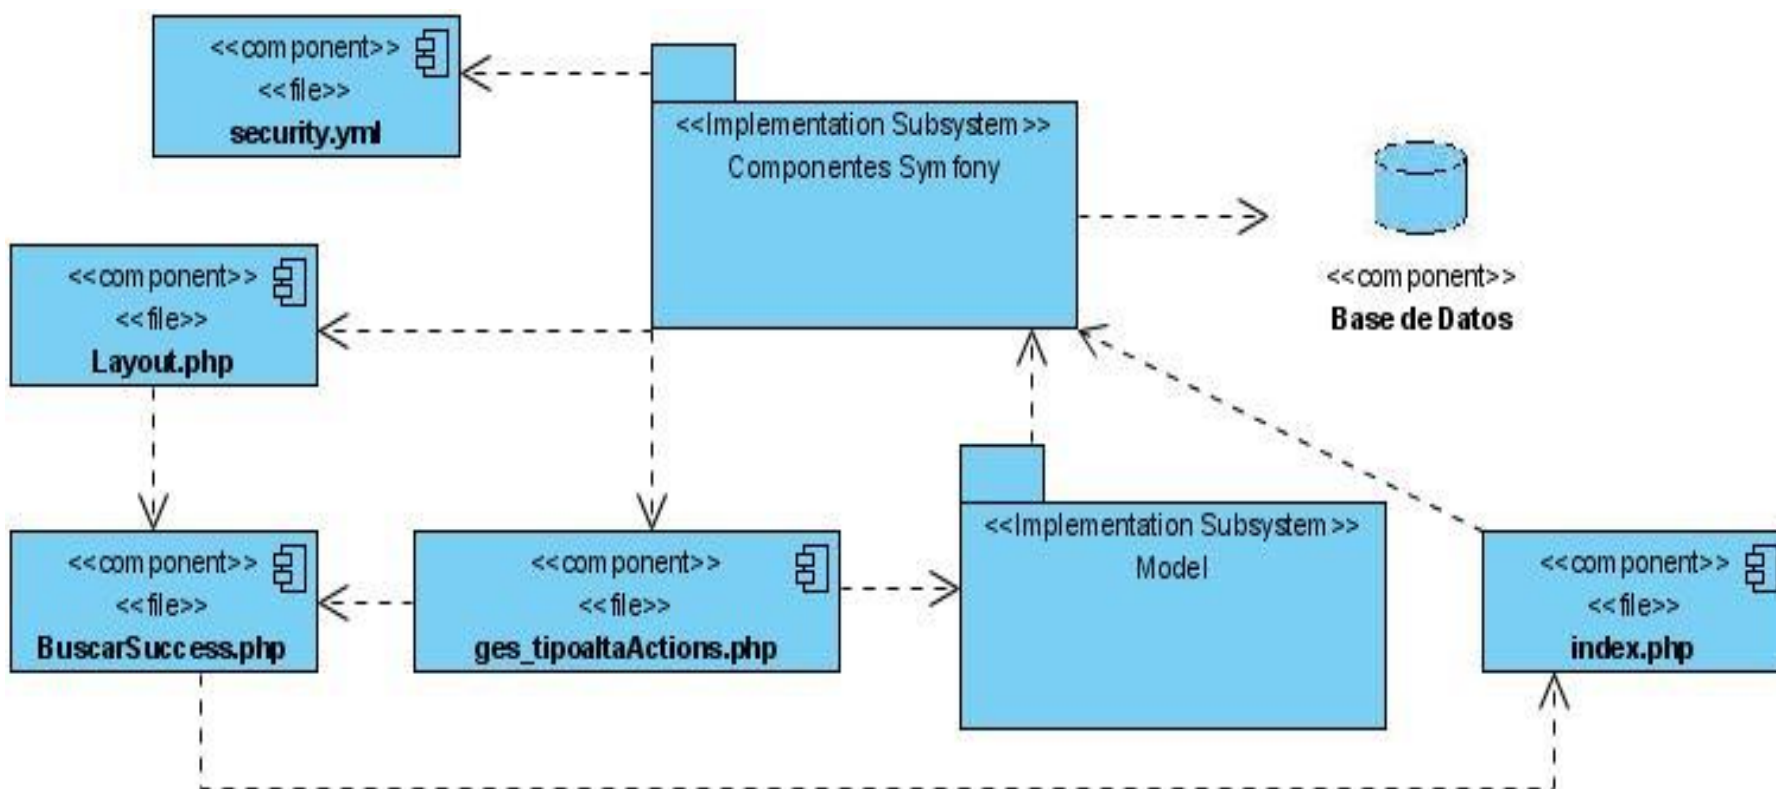 <<component>>
<<file>>
security.yml
<<Implementation Subsystem>>
Componentes Symfony
<<component>>
Base de Datos
<<component>>
<<file>>
Layout.php
<<component>>
<<file>>
BuscarSuccess.php
<<component>>
<<file>>
ges_tipoaltaActions.php
<<Implementation Subsystem>>
Model
<<component>>
<<file>>
index.php